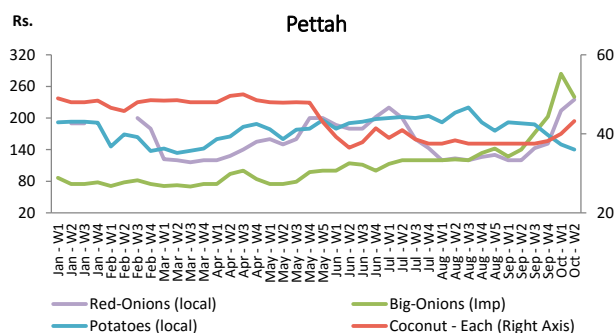 Rs.
Pettah
320
260
200
140
80
20
60
40
20
Jan - W1
Jan - W2
Jan - W3
Jan - W4
Feb - W1
Feb - W2
Feb - W3
Feb - W4
Mar - W1
Mar - W2
Mar - W3
Mar - W4
Apr - W1
Apr - W2
Apr - W3
Apr - W4
May - W1
May - W2
May - W3
May - W4
May - W5
Jun - W1
Jun - W2
Jun - W3
Jun - W4
Jul - W1
Jul - W2
Jul - W3
Jul - W4
Aug - W1
Aug - W2
Aug - W3
Aug - W4
Aug - W5
Sep - W1
Sep - W2
Sep - W3
Sep - W4
Oct - W1
Oct - W2
Red-Onions (local)
Big-Onions (Imp)
Potatoes (local)
Coconut - Each (Right Axis)